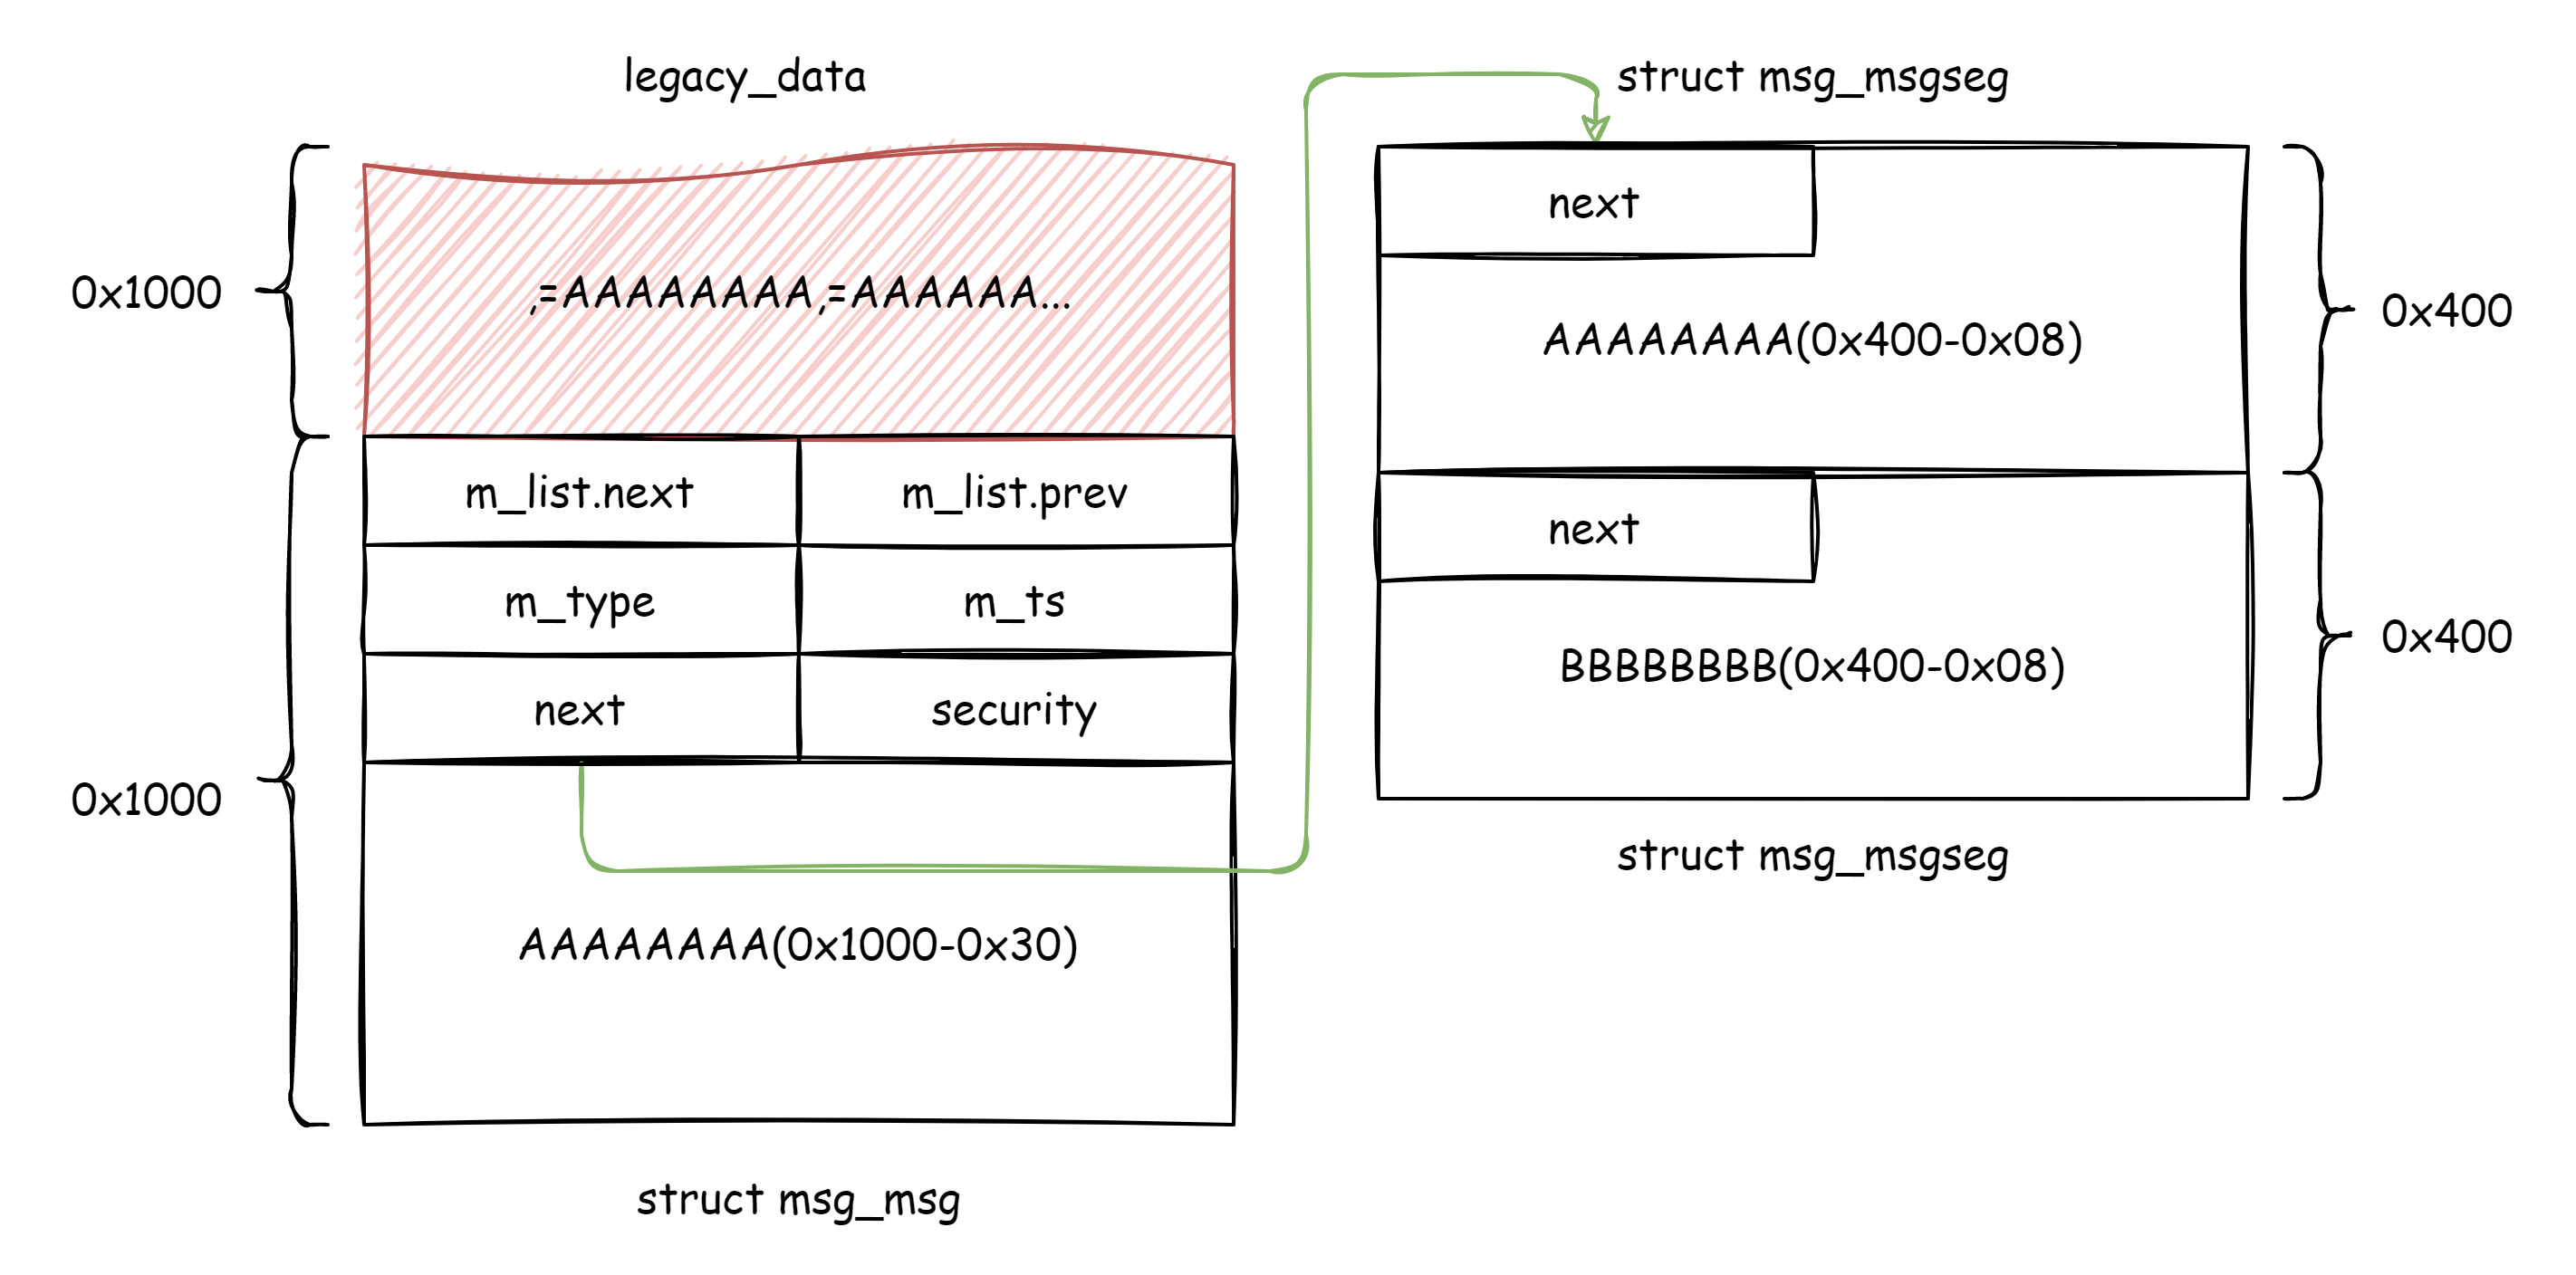 legacy_data
0x1000
,=AAAAAAAA,=AAAAAA...
m_list.next
m_list.prev
m_type
m_ts
next
security
0x1000
AAAAAAAA(0x1000-0x30)
struct msg_msg
struct msg_msgseg
next
AAAAAAAA(0x400-0x08)
0x400
next
BBBBBBBB(0x400-0x08)
0x400
struct msg_msgseg